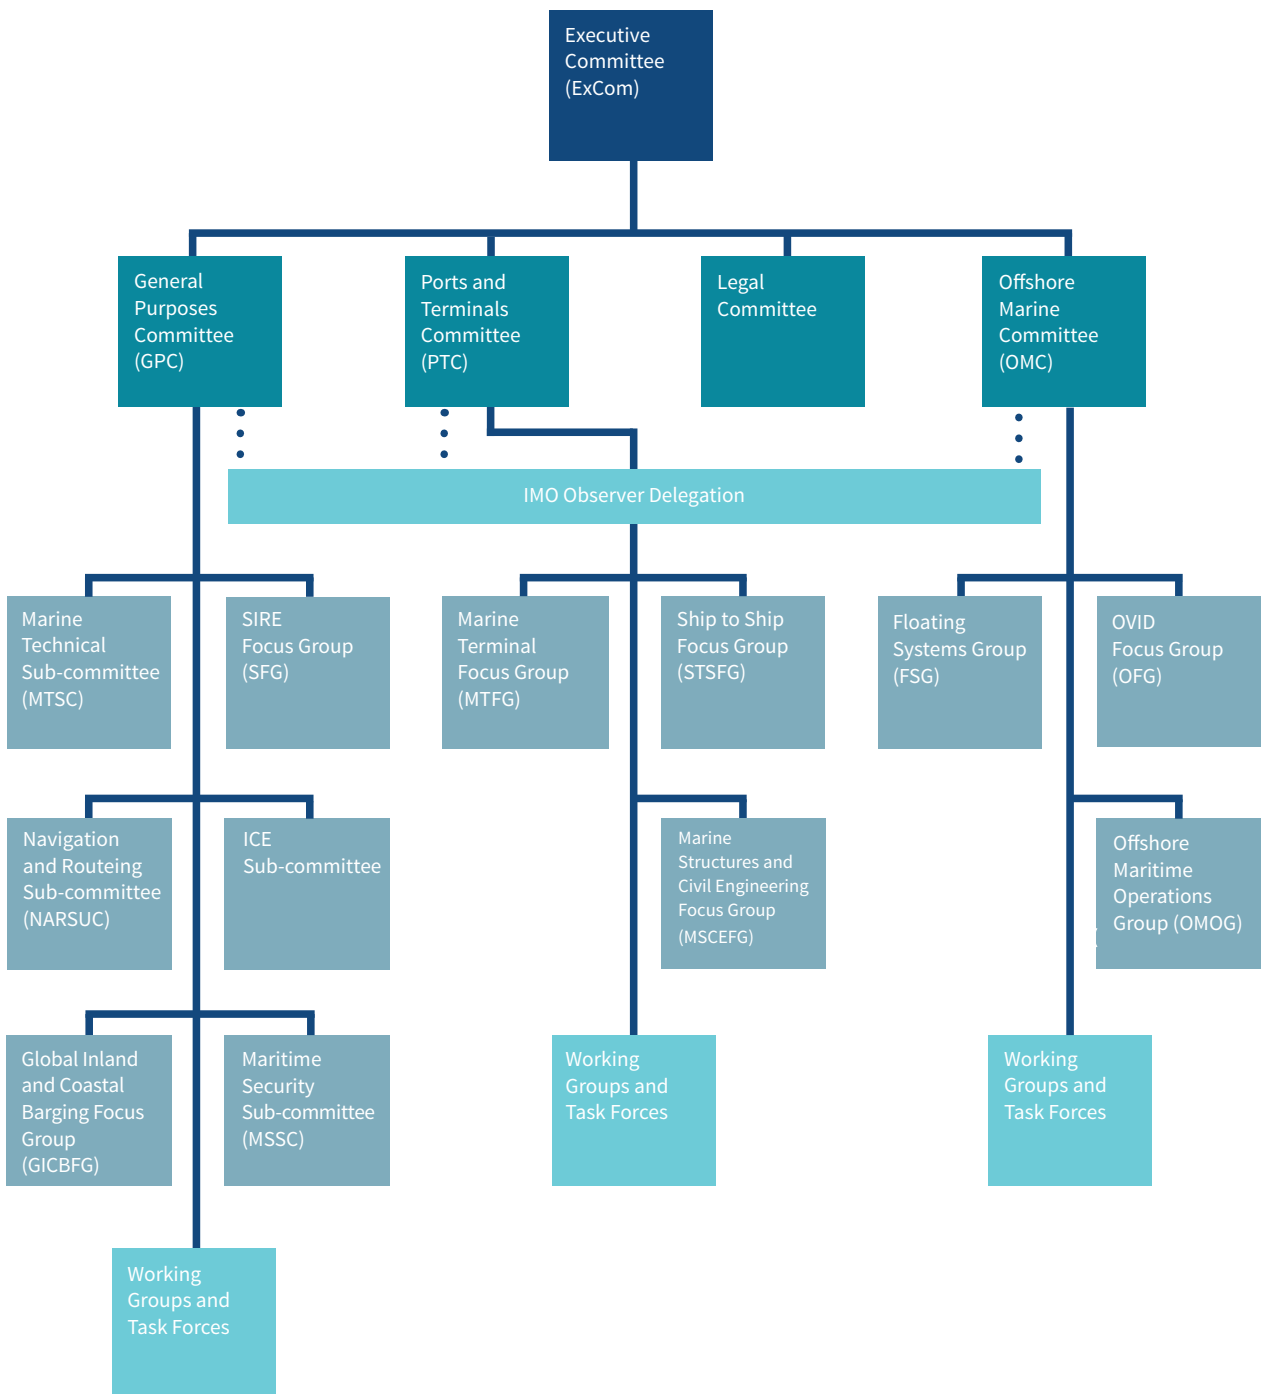 Executive
Committee
(ExCom)
General
Purposes
Committee
(GPC)
Ports and
Terminals
Committee
(PTC)
Legal
Committee
Offshore
Marine
Committee
(OMC)
IMO Observer Delegation
Marine
Technical
Sub-committee
(MTSC)
SIRE
Focus Group
(SFG)
Marine
Terminal
Focus Group
(MTFG)
Ship to Ship
Focus Group
(STSFG)
Floating
Systems Group
(FSG)
OVID
Focus Group
(OFG)
Navigation
and Routeing
Sub-committee
(NARSUC)
ICE
Sub-committee
Marine
Structures and
Civil Engineering
Focus Group
(MSCEFG)
Offshore
Maritime
Operations
Group (OMOG)
Global Inland
and Coastal
Barging Focus
Group
(GICBFG)
Maritime
Security
Sub-committee
(MSSC)
Working
Groups and
Task Forces
Working
Groups and
Task Forces
Working
Groups and
Task Forces